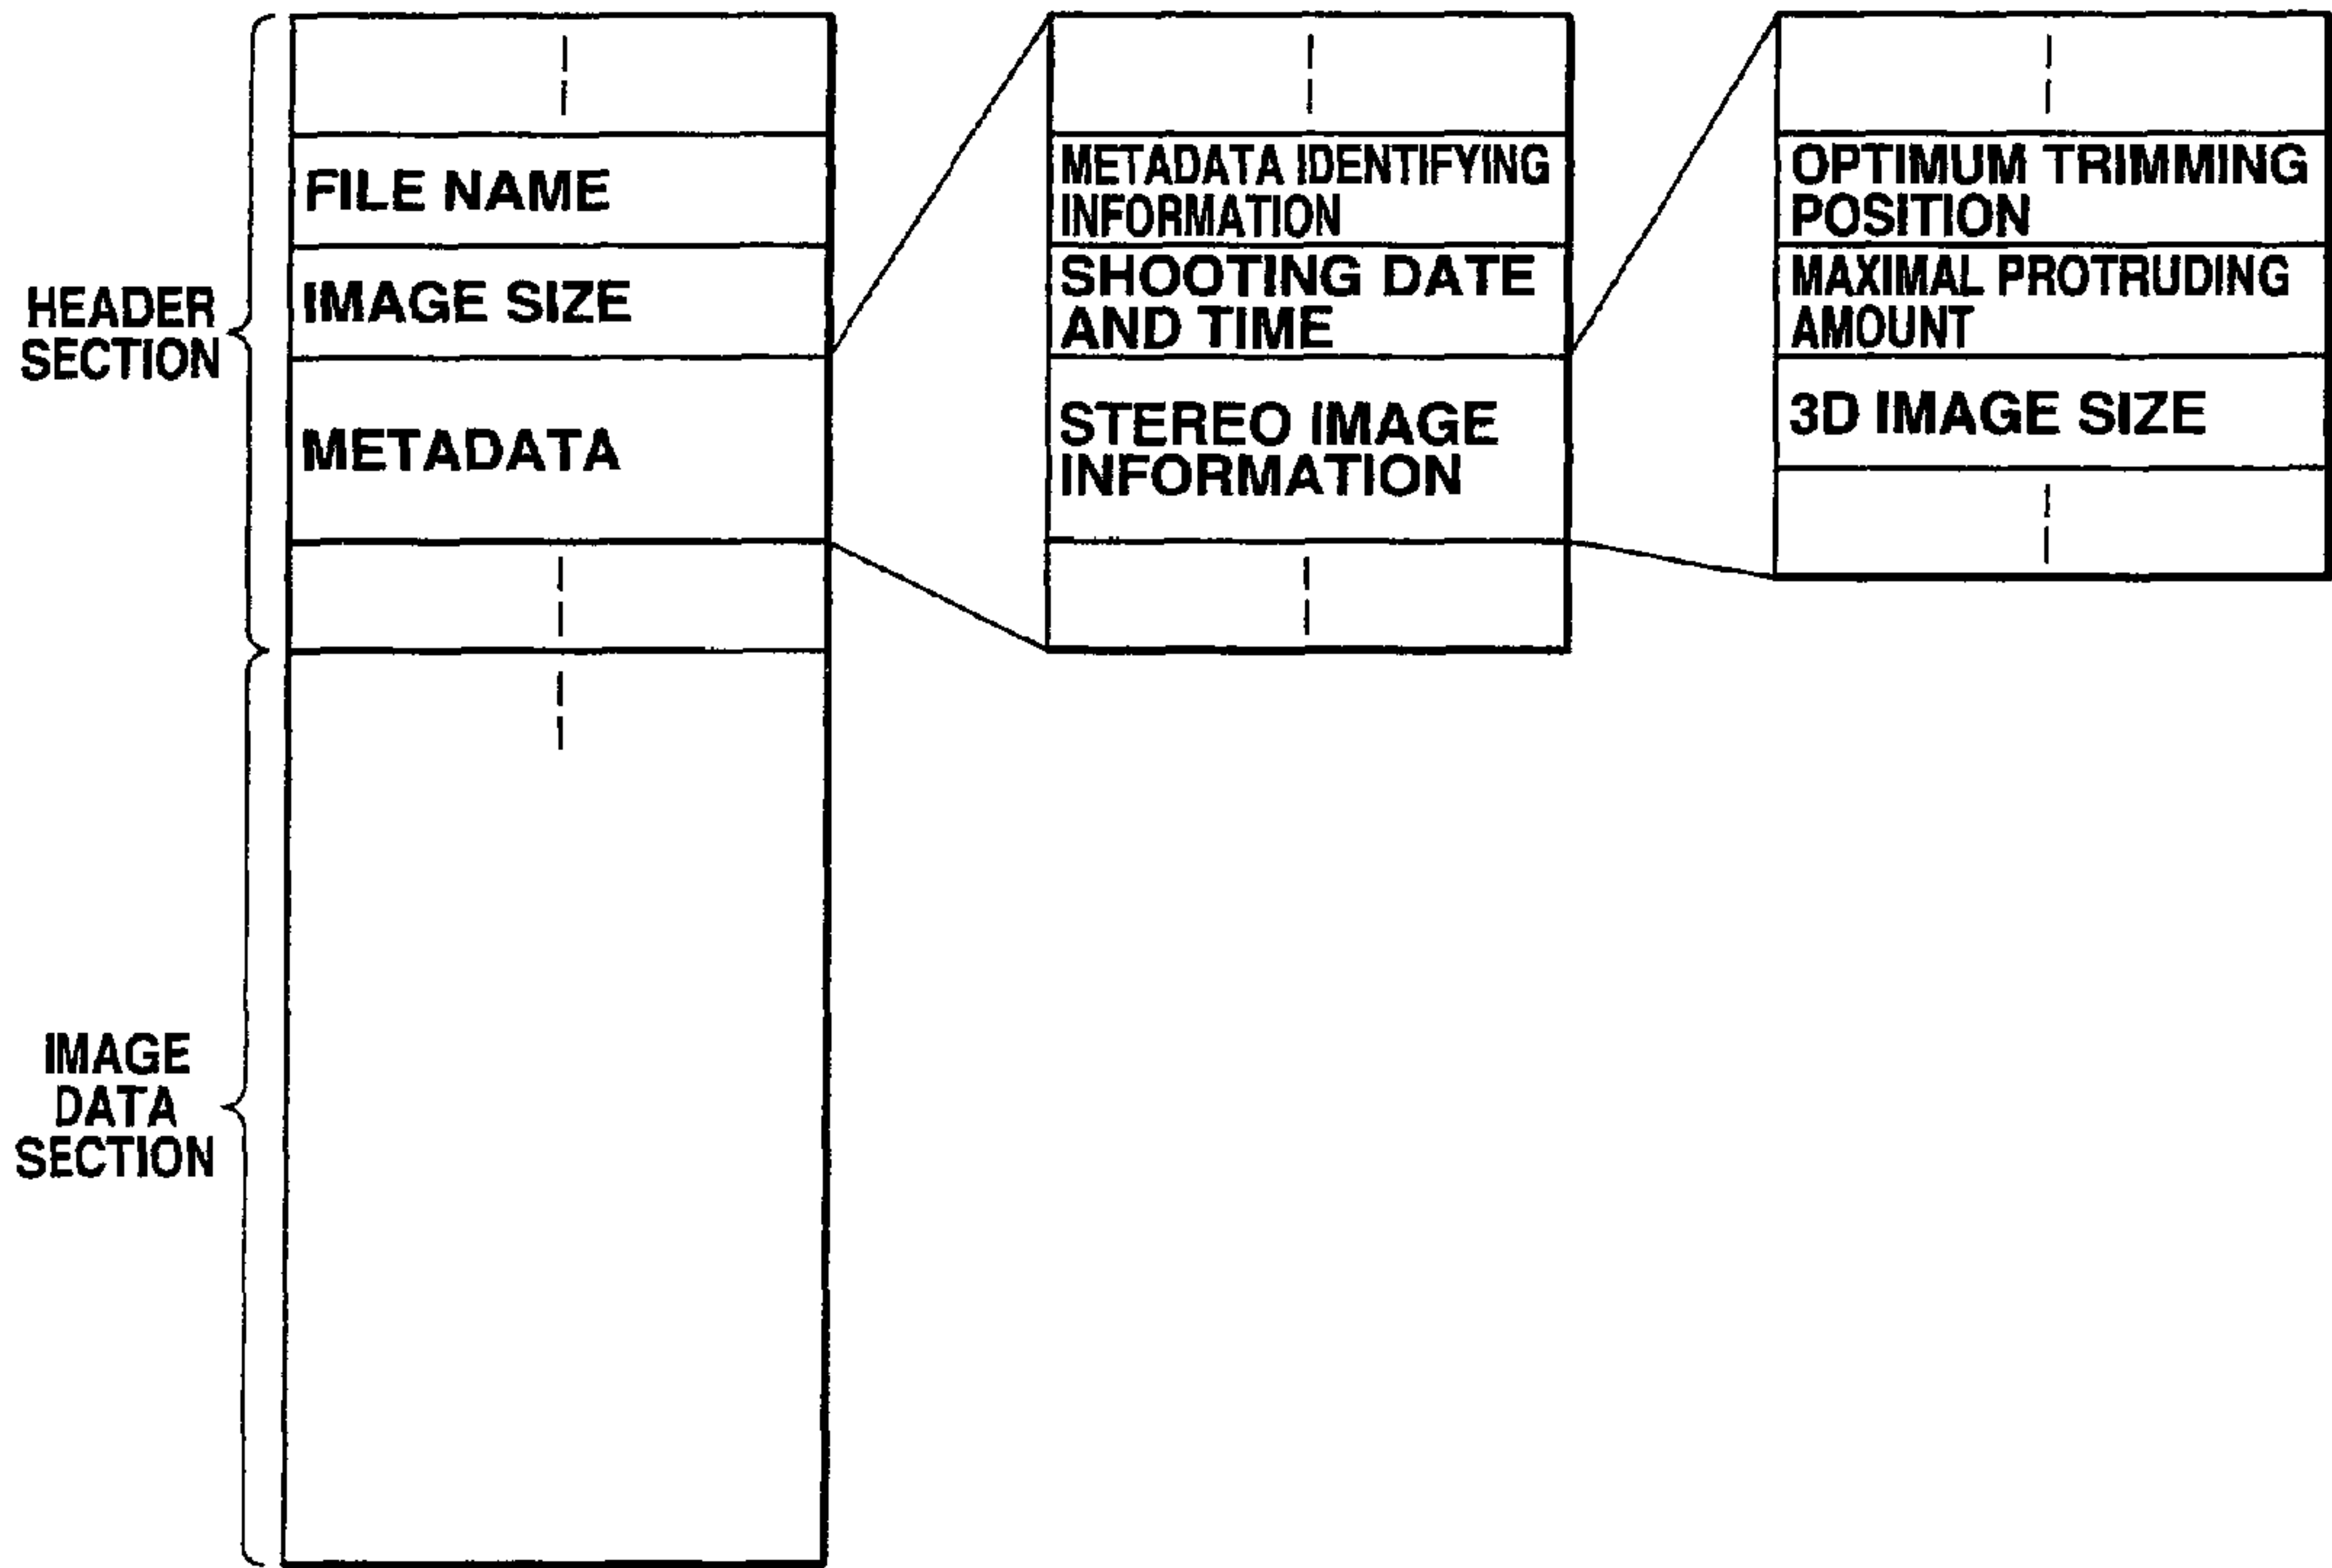 HEADER
SECTION
FILE NAME
IMAGE SIZE
METADATA
METADATA IDENTIFYING
INFORMATION
SHOOTING DATE
AND TIME
STEREO IMAGE
INFORMATION
OPTIMUM TRIMMING
POSITION
MAXIMAL PROTRUDING
AMOUNT
3D IMAGE SIZE
IMAGE
DATA
SECTION